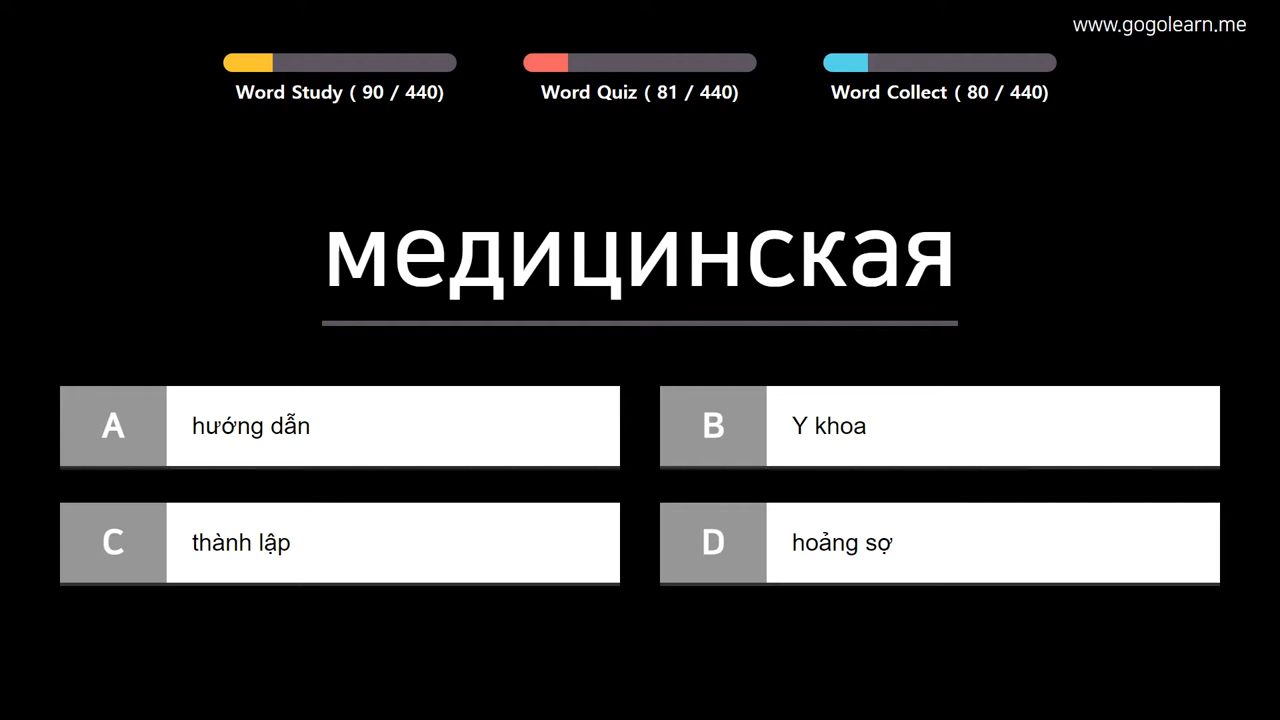 www.gogolearn.me
Word Study ( 90 / 440)
Word Quiz ( 81 / 440)
Word Collect ( 80 / 440)
медицинская
A hướng dẫn
B Y khoa
C thành lập
D hoảng sợ